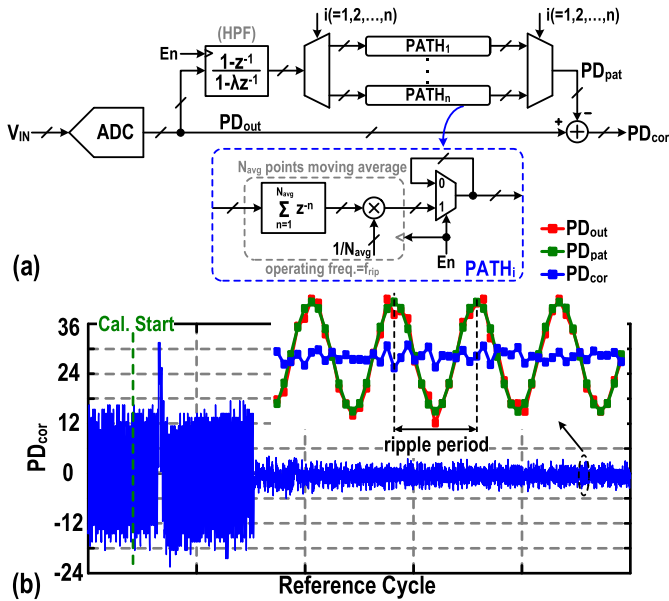 i(=1,2,...,n)
i(=1,2,...,n)
(HPF)
En
1-z-1
1-λz-1
PATH1
PATHn
PDpat
VIN
ADC
PDout
+
−
PDcor
Navg points moving average
Navg
Σ z-n
n=1
1/Navg
operating freq.=frip
0
1
En
PATHi
(a)
PDout
PDpat
PDcor
Cal. Start
36
24
12
0
-12
-24
PDcor
ripple period
(b)
Reference Cycle